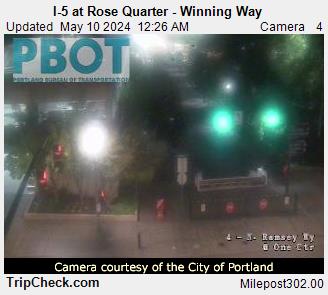 I-5 at Rose Quarter - Winning Way
Updated May 10 2024 12:26 AM Camera 4
PBOT
PORTLAND BUREAU OF TRANSPORTATION
4 - N. Ramsey Wy
W One Ctr
Camera courtesy of the City of Portland
TripCheck.com Milepost302.00